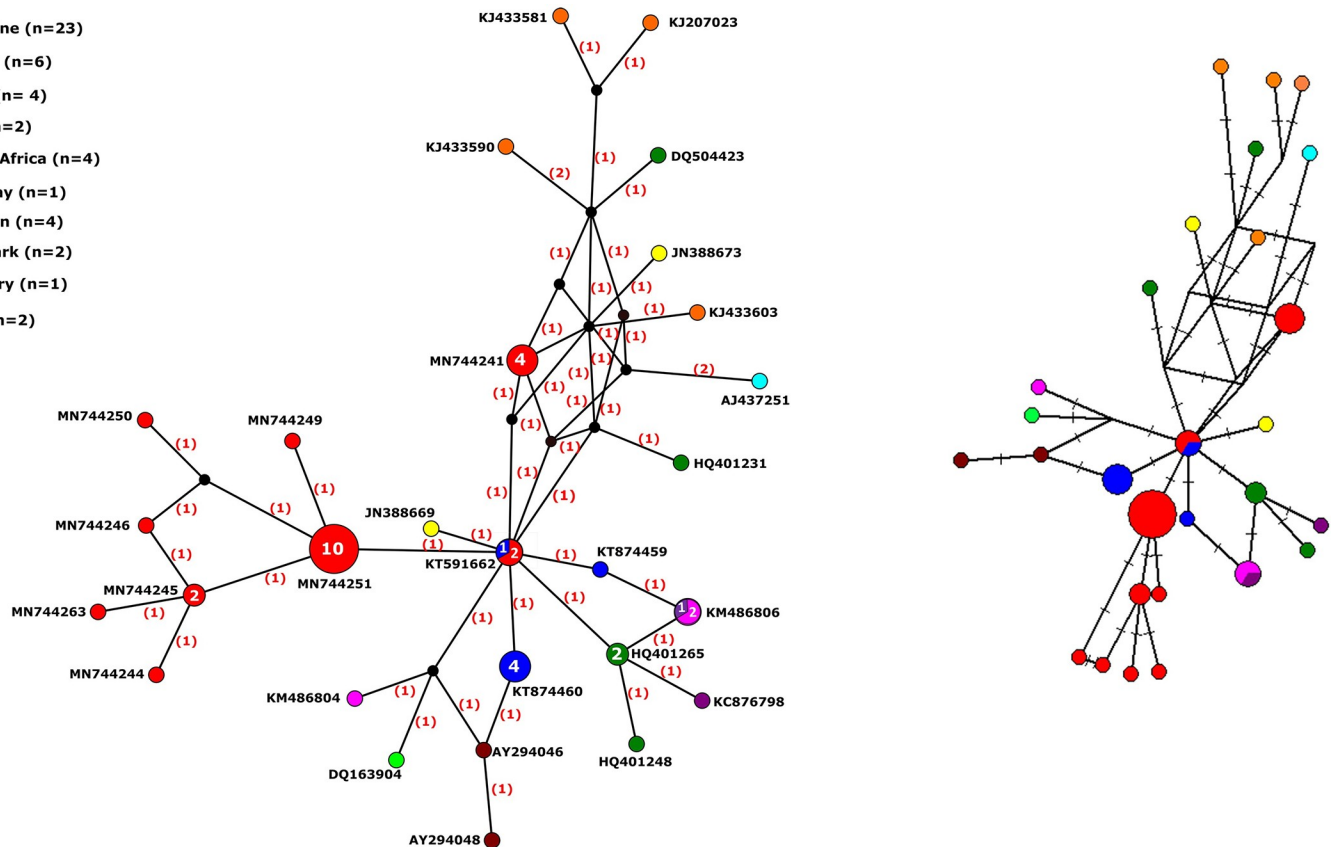 ne (n=23)
(n=6)
n= 4)
=2)
Africa (n=4)
ny (n=1)
n (n=4)
ark (n=2)
ry (n=1)
n=2)
KJ433581
KJ207023
(1)
(1)
KJ433590
(2)
(1)
DQ504423
(1)
(1)
(1)
JN388673
(1)
(1)
(1)
KJ433603
(1)
(1)
(1)
MN744241
4
(1)
(1)
(2)
AJ437251
(1)
(1)
(1)
(1)
(1)
(1)
(1)
HQ401231
MN744250
(1)
MN744249
(1)
(1)
(1)
(1)
(1)
MN744246
(1)
JN388669
(1)
(1)
10
MN744251
KT591662
1
2
(1)
KT874459
(1)
MN744245
2
(1)
MN744263
(1)
(1)
MN744244
(1)
(1)
(1)
1
2
KM486806
(1)
2
HQ401265
(1)
KC876798
(1)
HQ401248
4
KT874460
KM486804
(1)
(1)
(1)
(1)
AY294046
DQ163904
(1)
AY294048